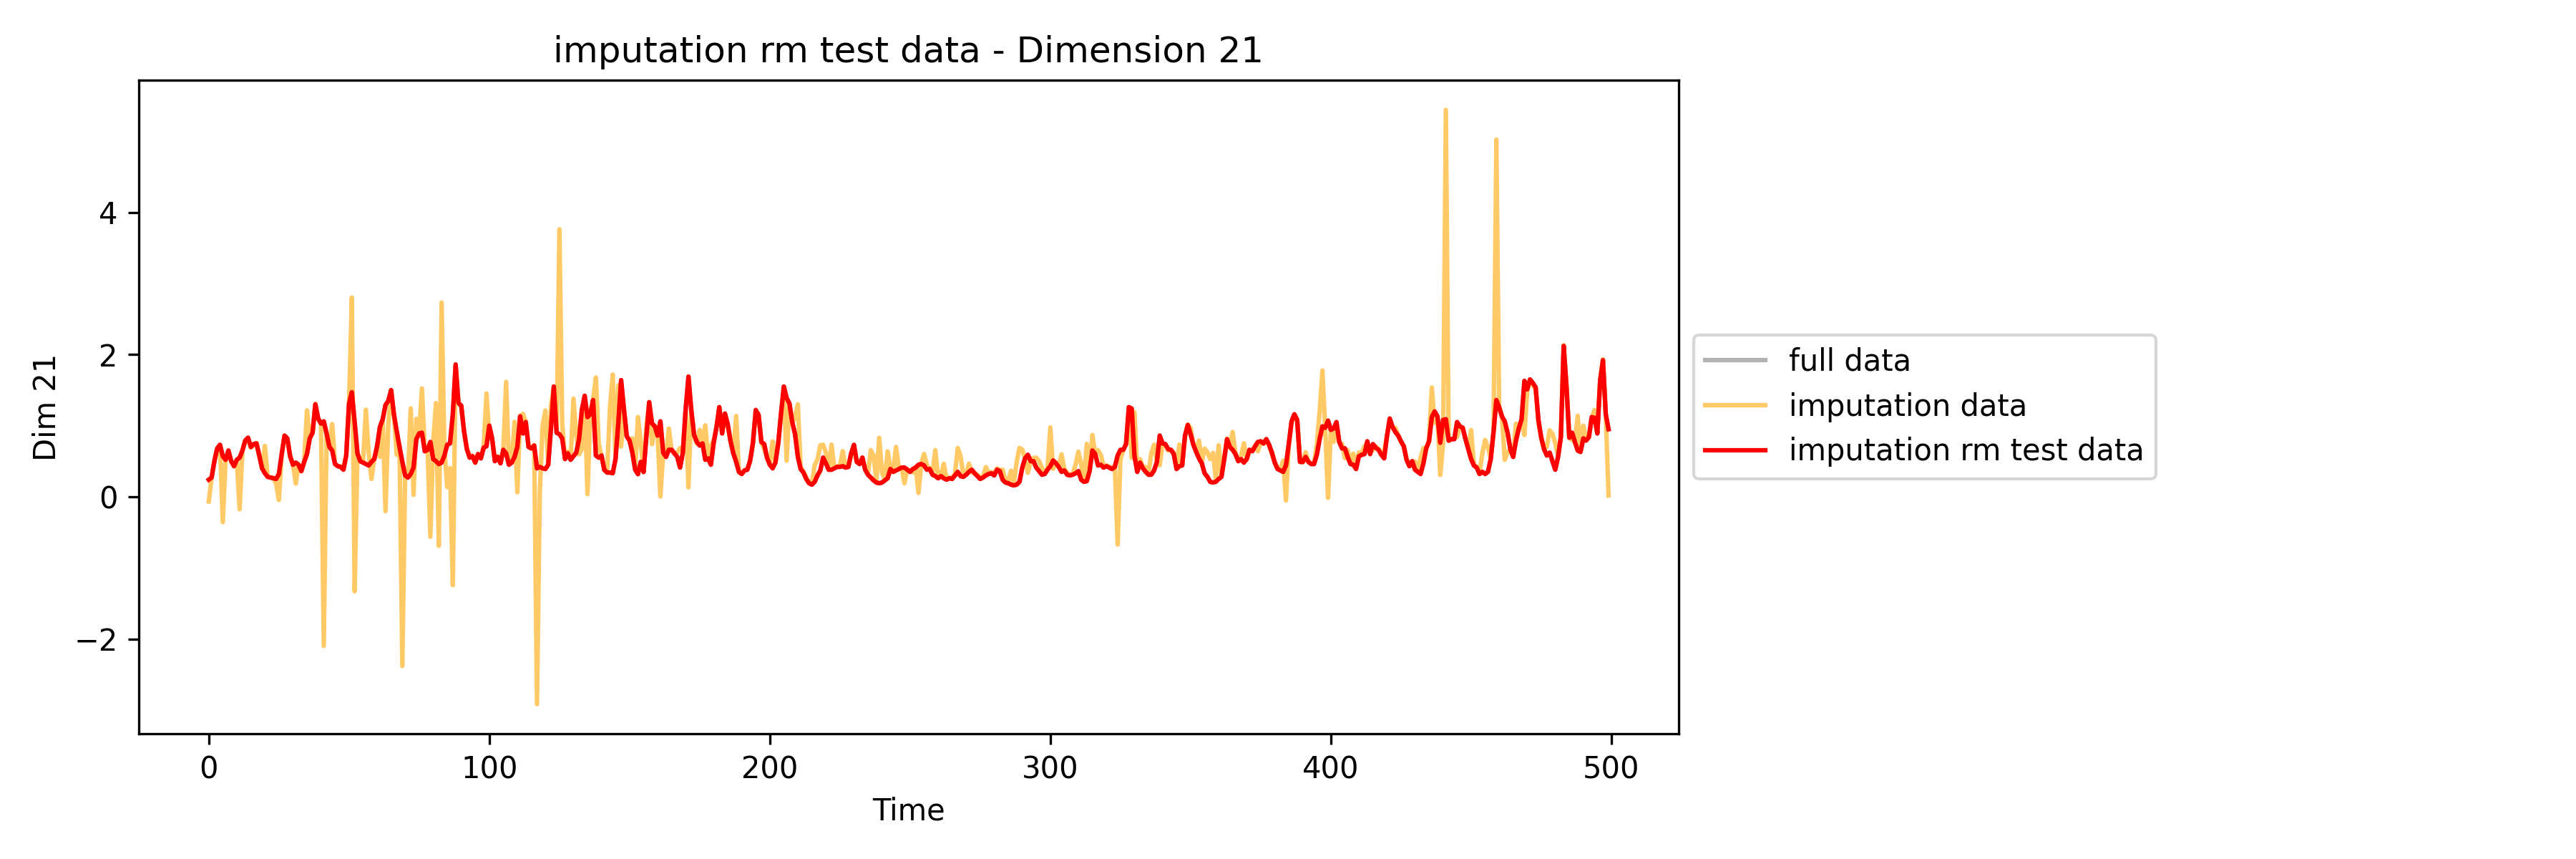 imputation rm test data - Dimension 21
Dim 21
4
2
0
−2
0 100 200 300 400 500
Time
full data
imputation data
imputation rm test data